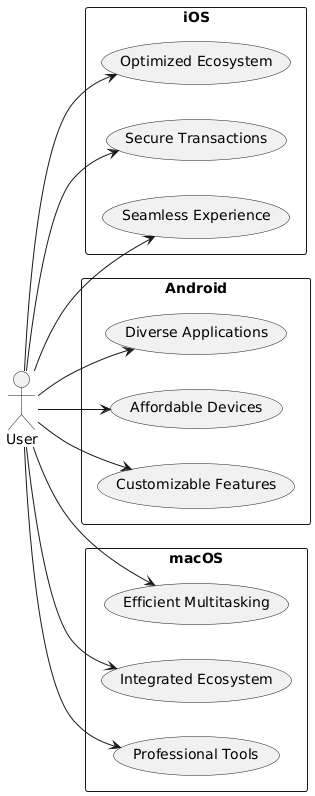 iOS
Optimized Ecosystem
Secure Transactions
Seamless Experience
Android
Diverse Applications
Affordable Devices
User
Customizable Features
macOS
Efficient Multitasking
Integrated Ecosystem
Professional Tools